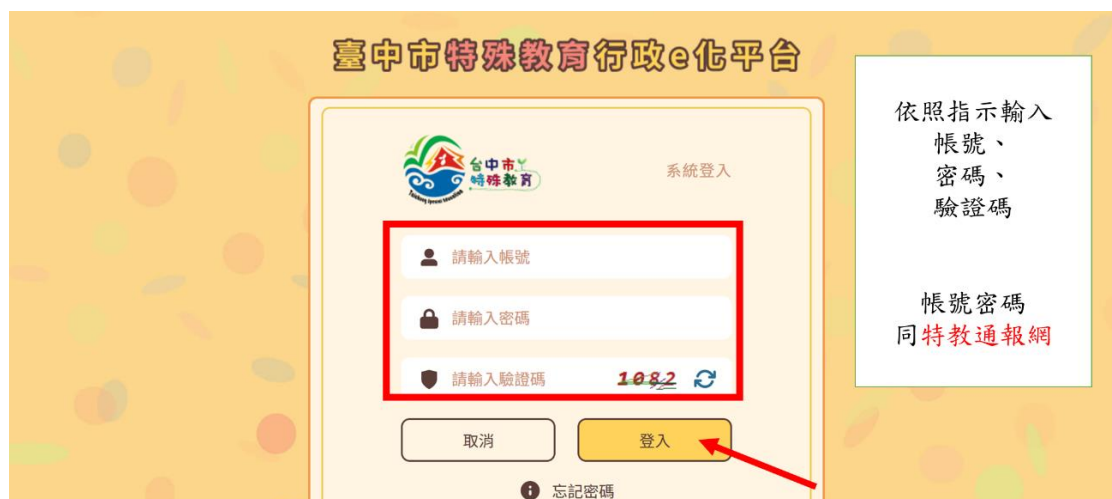 臺中市特殊教育行政e化平台
台中市
特殊教育
系統登入
請輸入帳號
請輸入密碼
請輸入驗證碼
1082
取消
登入
忘記密碼
依照指示輸入
帳號、
密碼、
驗證碼
帳號密碼
同特教通報網